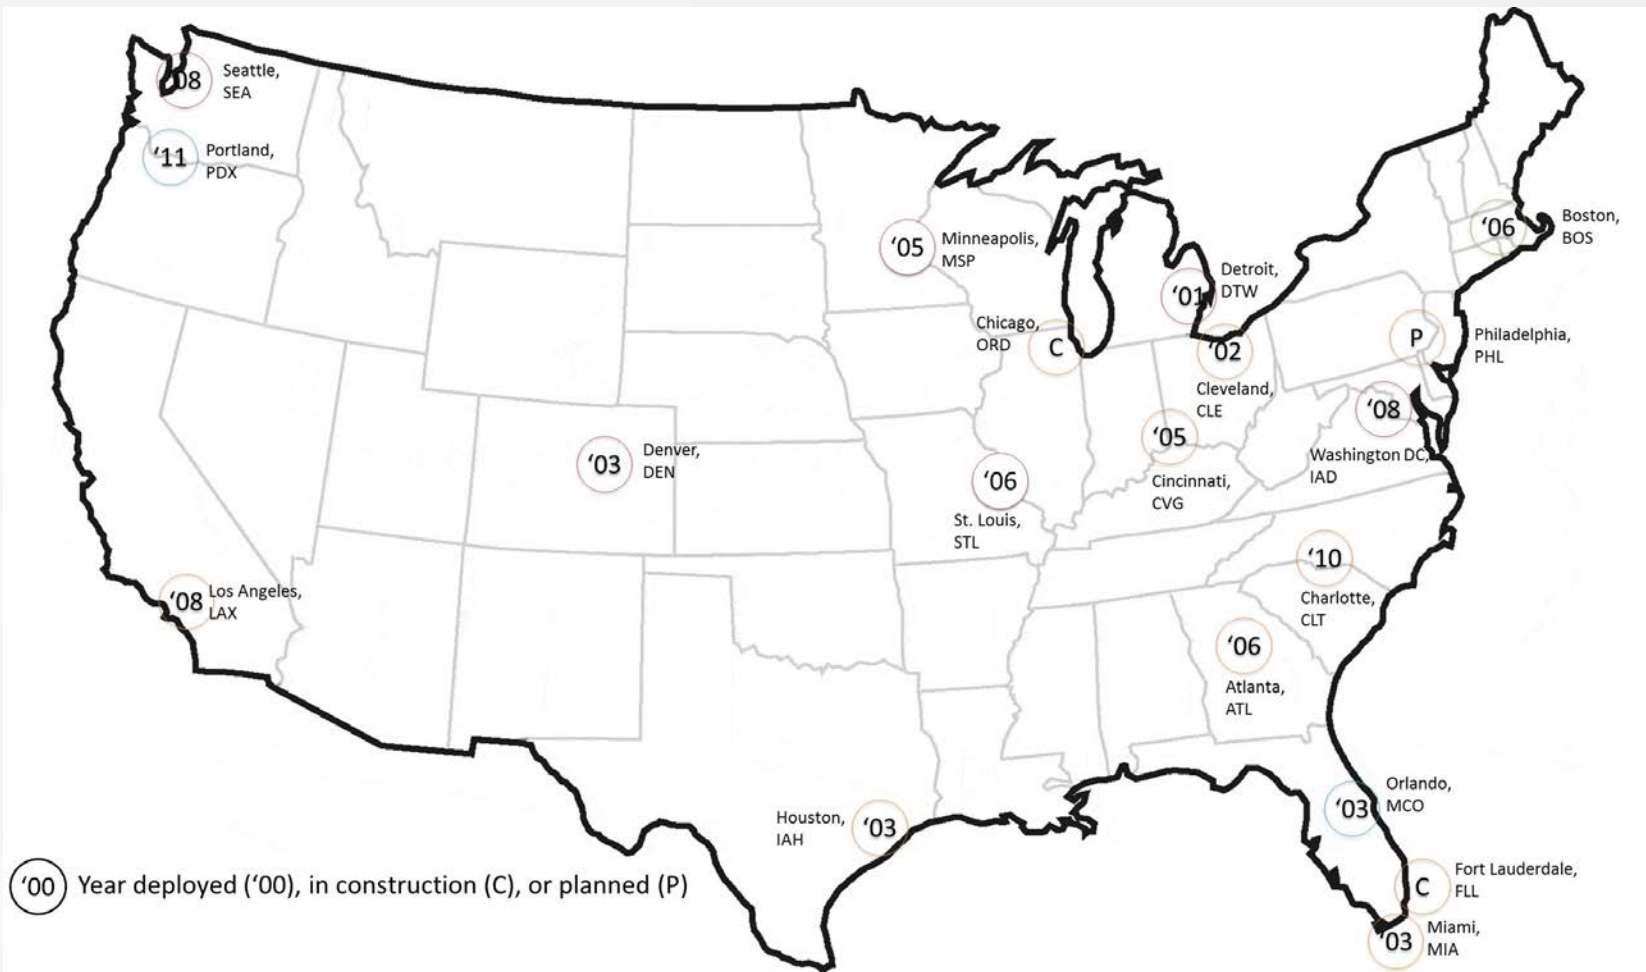 '08
Seattle,
SEA
'11
Portland,
PDX
'05
Minneapolis,
MSP
'06
Boston,
BOS
'01
Detroit,
DTW
Chicago,
ORD
C
'02
Cleveland,
CLE
P
Philadelphia,
PHL
'08
Washington DC,
IAD
'05
Cincinnati,
CVG
'03
Denver,
DEN
'06
St. Louis,
STL
'10
Charlotte,
CLT
'08
Los Angeles,
LAX
'06
Atlanta,
ATL
Houston,
IAH
'03
'03
Orlando,
MCO
C
Fort Lauderdale,
FLL
'03
Miami,
MIA
'00 Year deployed ('00), in construction (C), or planned (P)